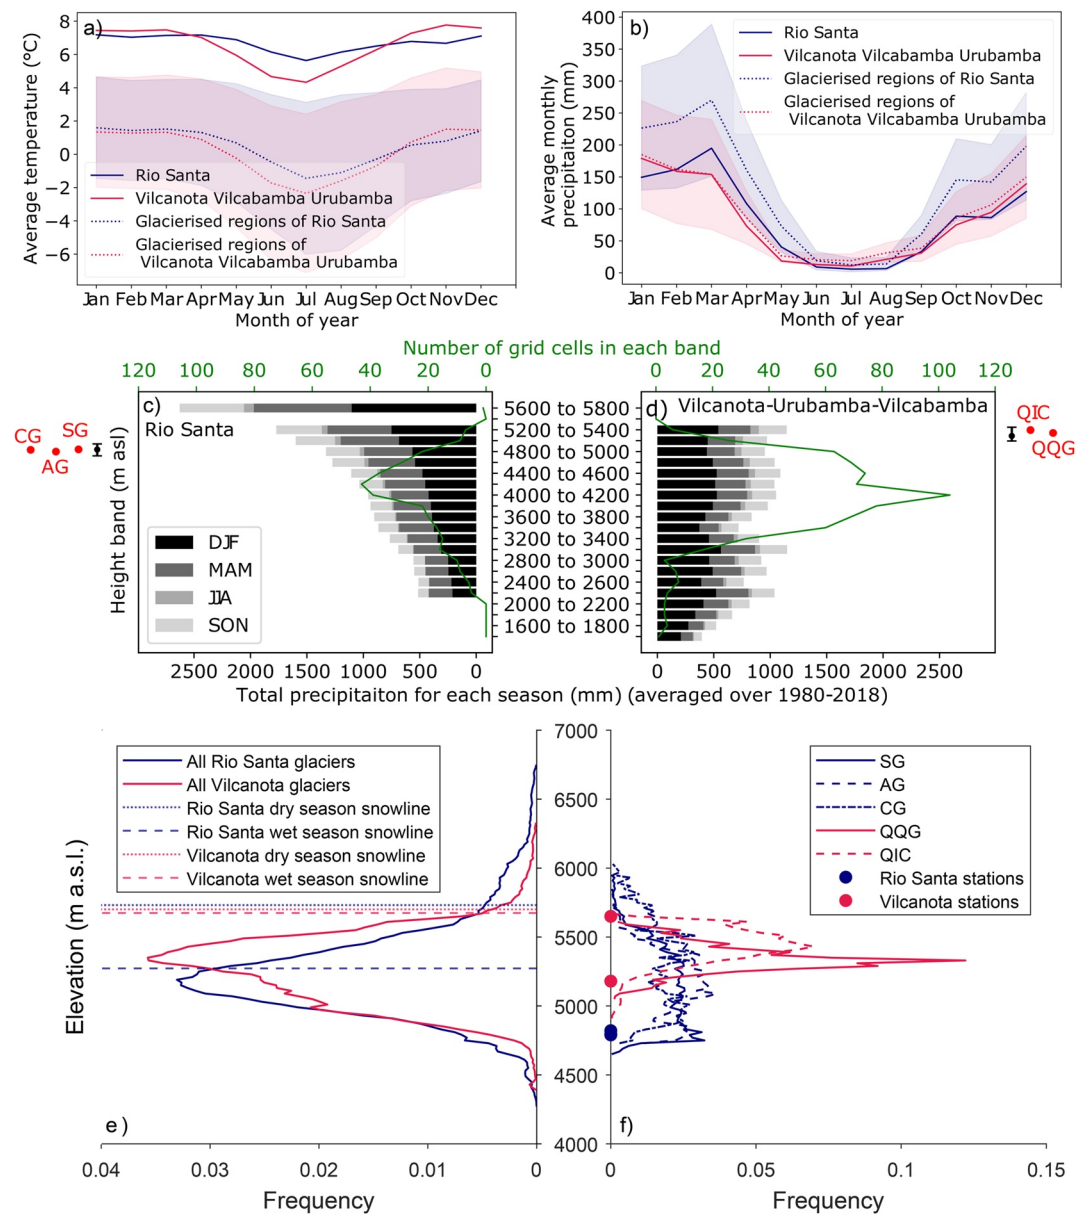 a)
8
6
4
2
0
−2
−4
−6
Average temperature (°C)
Rio Santa
Vilcanota Vilcabamba Urubamba
Glacierised regions of Rio Santa
Glacierised regions of
Vilcanota Vilcabamba Urubamba
Jan Feb Mar Apr May Jun Jul Aug Sep Oct Nov Dec
Month of year
b)
400
350
300
250
200
150
100
50
0
Average monthly
precipitaiton (mm)
Rio Santa
Vilcanota Vilcabamba Urubamba
Glacierised regions of Rio Santa
Glacierised regions of
Vilcanota Vilcabamba Urubamba
Jan Feb Mar Apr May Jun Jul Aug Sep Oct Nov Dec
Month of year
Number of grid cells in each band
120 100 80 60 40 20 0
0 20 40 60 80 100 120
c)
Rio Santa
d)
Vilcanota-Urubamba-Vilcabamba
CG
SG
AG
QIC
QQG
Height band (m asl)
5600 to 5800
5200 to 5400
5000 to 5200
4800 to 5000
4600 to 4800
4400 to 4600
4000 to 4200
3600 to 3800
3200 to 3400
2800 to 3000
2400 to 2600
2000 to 2200
1600 to 1800
DJF
MAM
JJA
SON
2500 2000 1500 1000 500 0
0 500 1000 1500 2000 2500
Total precipitaiton for each season (mm) (averaged over 1980-2018)
7000
6500
6000
5500
5000
4500
4000
Elevation (m a.s.l.)
All Rio Santa glaciers
All Vilcanota glaciers
Rio Santa dry season snowline
Rio Santa wet season snowline
Vilcanota dry season snowline
Vilcanota wet season snowline
e)
0.04 0.03 0.02 0.01 0
Frequency
SG
AG
CG
QQG
QIC
Rio Santa stations
Vilcanota stations
f)
0 0.05 0.1 0.15
Frequency